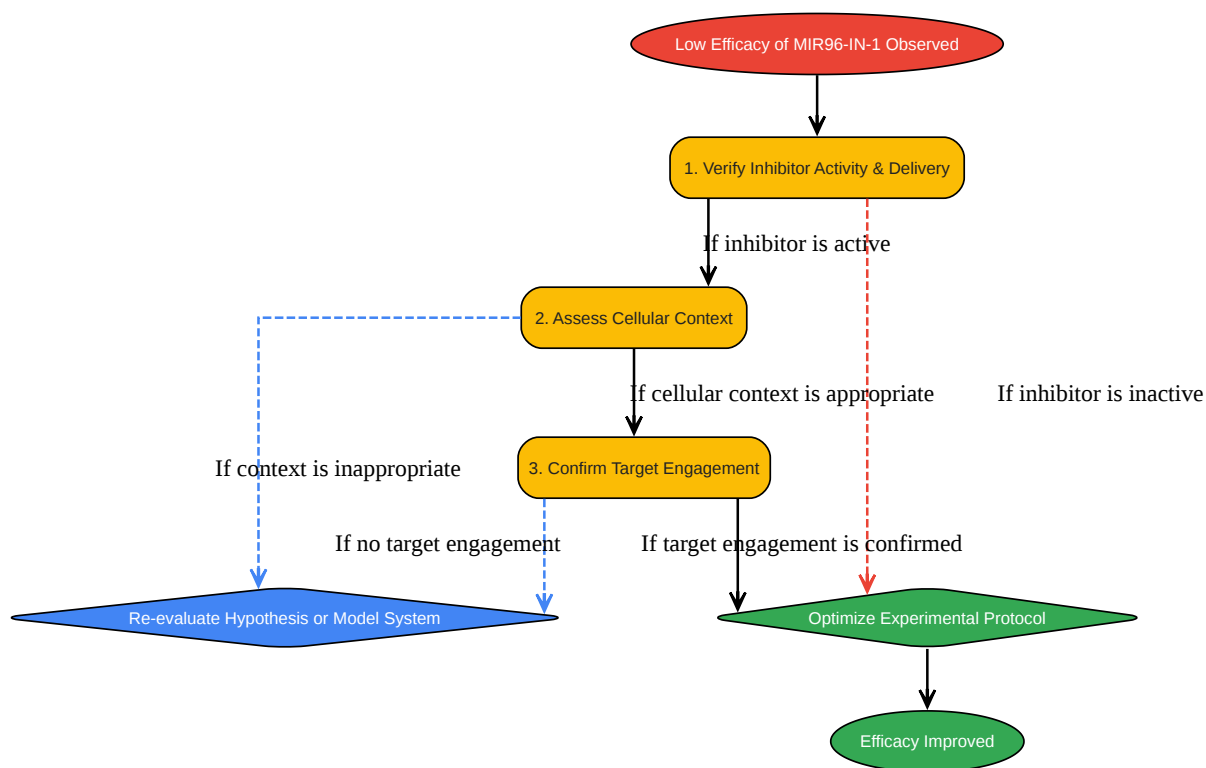 Low Efficacy of MIR96-IN-1 Observed
1. Verify Inhibitor Activity & Delivery
If inhibitor is active
2. Assess Cellular Context
If cellular context is appropriate
If inhibitor is inactive
3. Confirm Target Engagement
If context is inappropriate
If no target engagement
If target engagement is confirmed
Re-evaluate Hypothesis or Model System
Optimize Experimental Protocol
Efficacy Improved